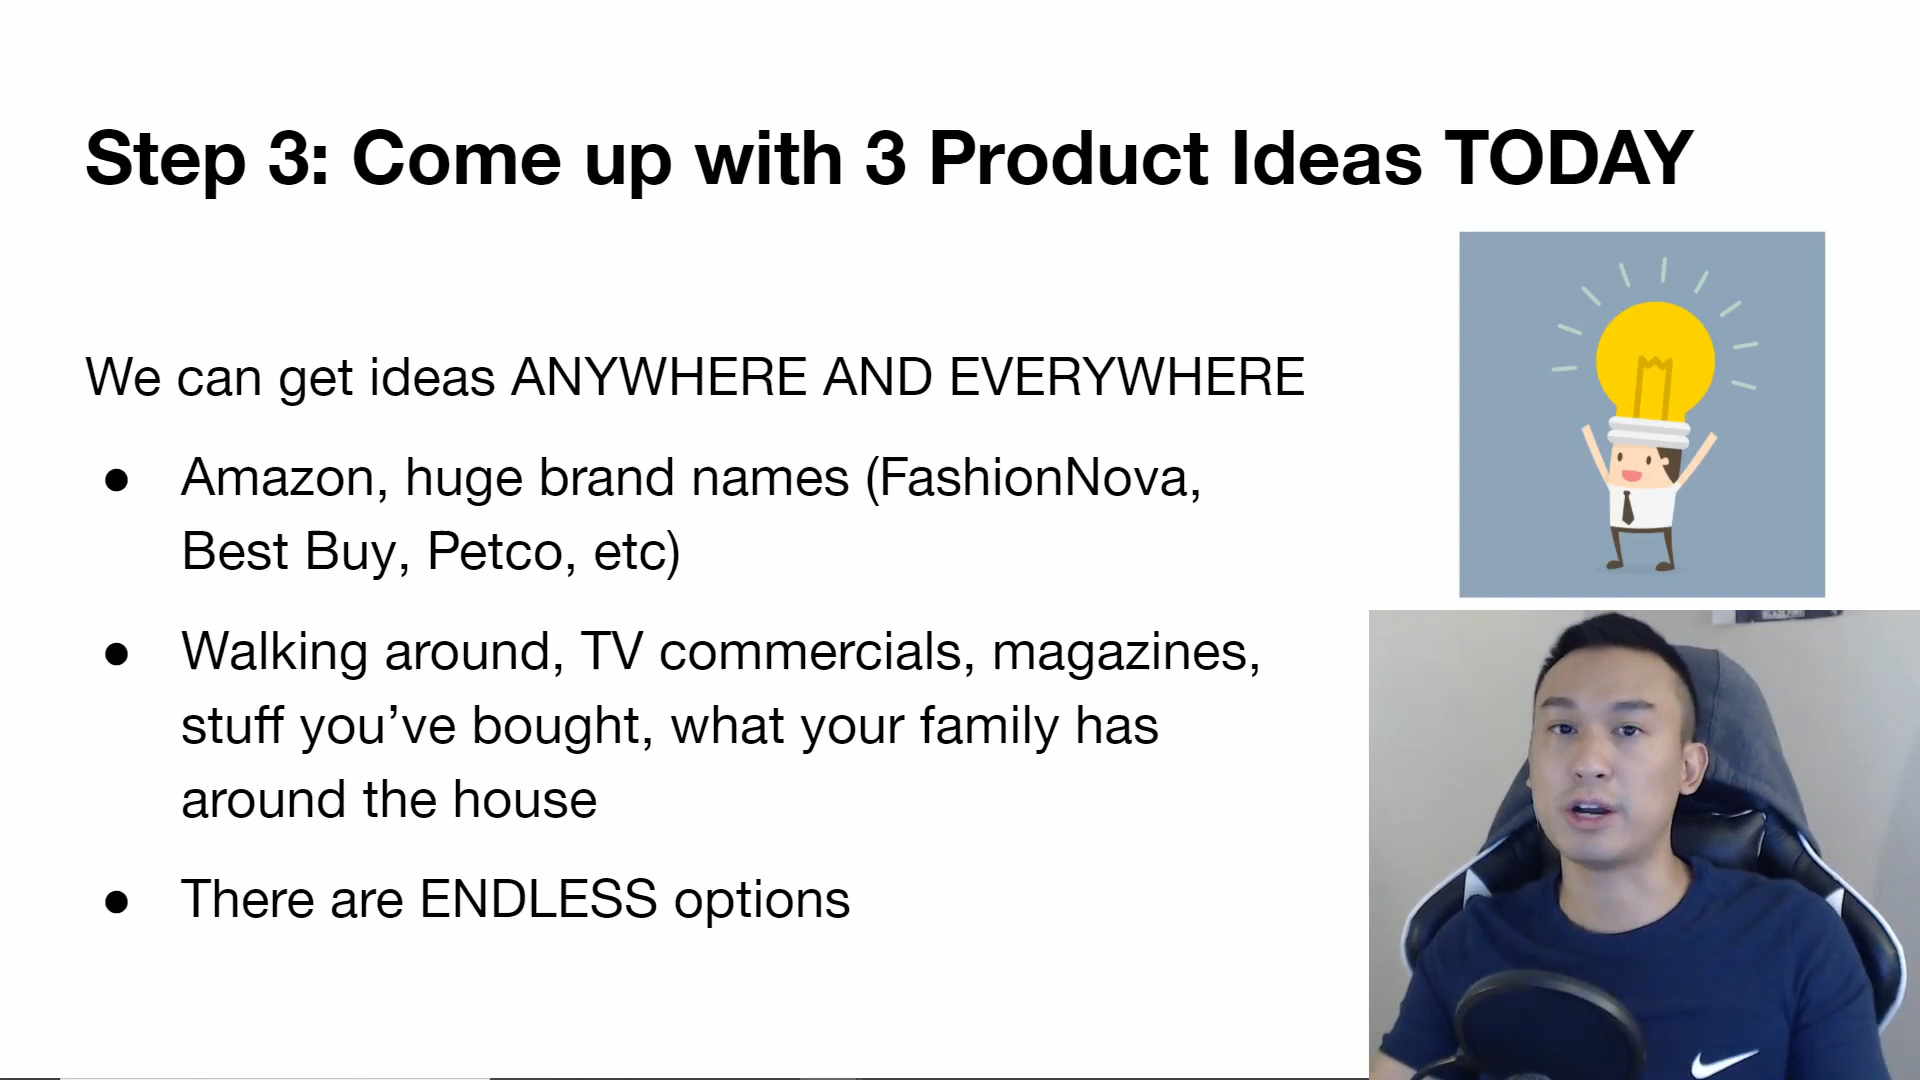 Step 3: Come up with 3 Product Ideas TODAY
We can get ideas ANYWHERE AND EVERYWHERE
● Amazon, huge brand names (FashionNova,
Best Buy, Petco, etc)
● Walking around, TV commercials, magazines,
stuff you’ve bought, what your family has
around the house
● There are ENDLESS options